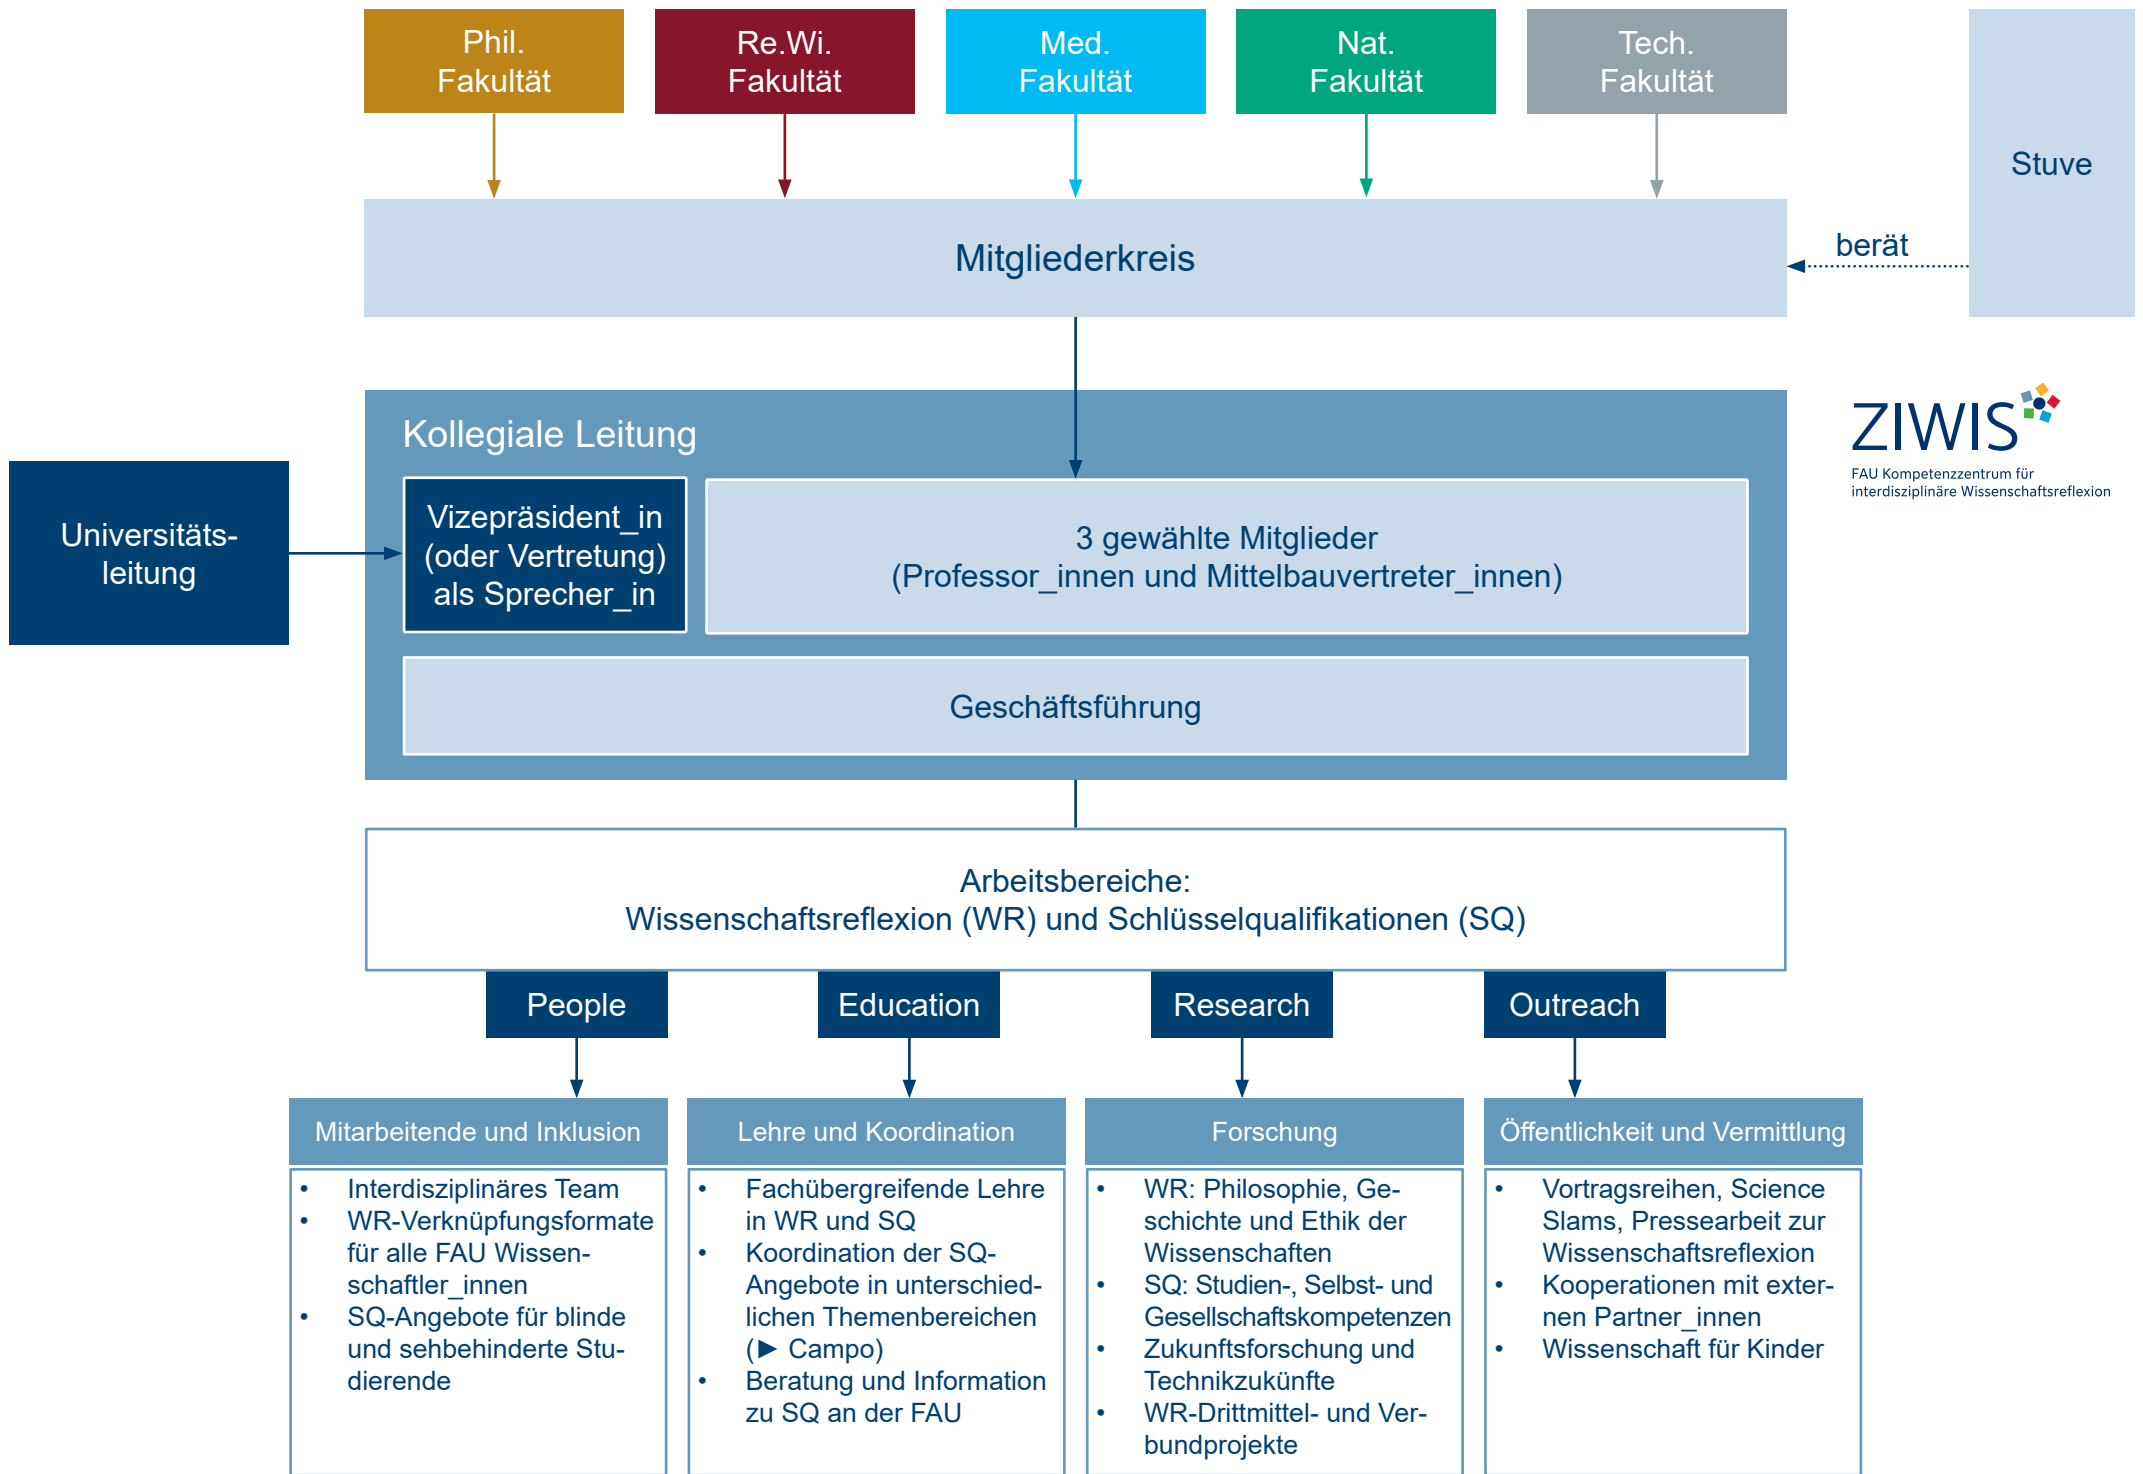 Phil.
Fakultät
Re.Wi.
Fakultät
Med.
Fakultät
Nat.
Fakultät
Tech.
Fakultät
Stuve
Mitgliederkreis
berät
ZIWIS
FAU Kompetenzzentrum für
interdisziplinäre Wissenschaftsreflexion
Kollegiale Leitung
Universitäts-
leitung
Vizepräsident_in
(oder Vertretung)
als Sprecher_in
3 gewählte Mitglieder
(Professor_innen und Mittelbauvertreter_innen)
Geschäftsführung
Arbeitsbereiche:
Wissenschaftsreflexion (WR) und Schlüsselqualifikationen (SQ)
People
Education
Research
Outreach
Mitarbeitende und Inklusion
• Interdisziplinäres Team
• WR-Verknüpfungsformate
für alle FAU Wissen-
schaftler_innen
• SQ-Angebote für blinde
und sehbehinderte Stu-
dierende
Lehre und Koordination
• Fachübergreifende Lehre
in WR und SQ
• Koordination der SQ-
Angebote in unterschied-
lichen Themenbereichen
(► Campo)
• Beratung und Information
zu SQ an der FAU
Forschung
• WR: Philosophie, Ge-
schichte und Ethik der
Wissenschaften
• SQ: Studien-, Selbst- und
Gesellschaftskompetenzen
• Zukunftsforschung und
Technikzukünfte
• WR-Drittmittel- und Ver-
bundprojekte
Öffentlichkeit und Vermittlung
• Vortragsreihen, Science
Slams, Pressearbeit zur
Wissenschaftsreflexion
• Kooperationen mit exter-
nen Partner_innen
• Wissenschaft für Kinder